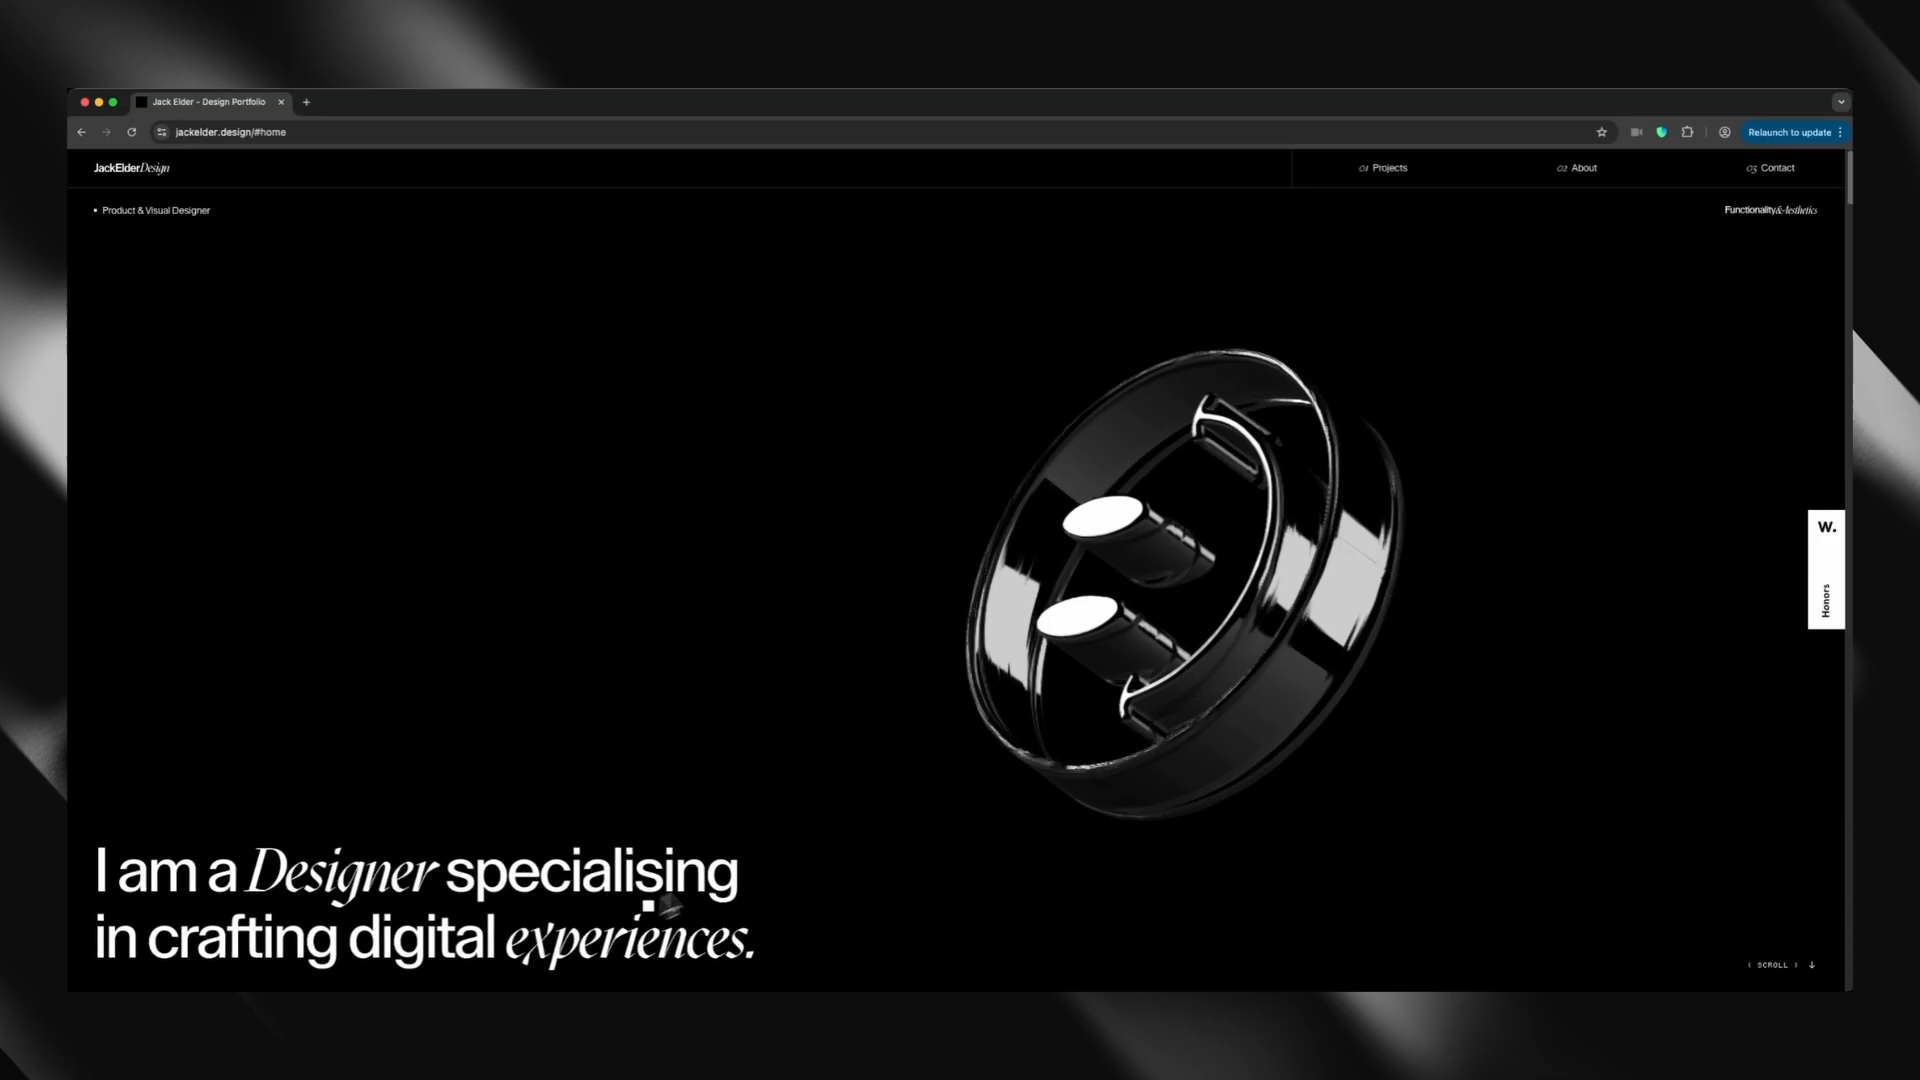 Jack Elder - Design Portfolio
jackelder.design/#home
Relaunch to update
JackElderDesign
01 Projects
02 About
03 Contact
Product & Visual Designer
Functionality&Aesthetics
W.
Honors
I am a Designer specialising
in crafting digital experiences.
( SCROLL )